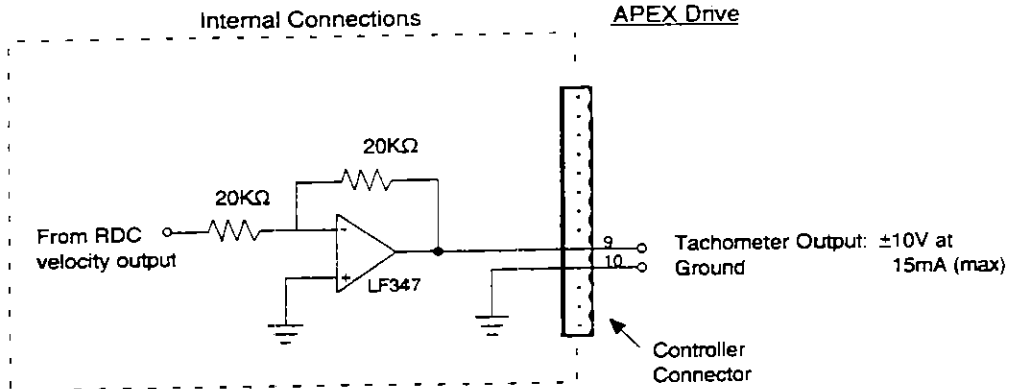 Internal Connections
APEX Drive
20KΩ
20KΩ
From RDC
velocity output
-
+
LF347
9
10
Tachometer Output: ±10V at
Ground 15mA (max)
Controller
Connector